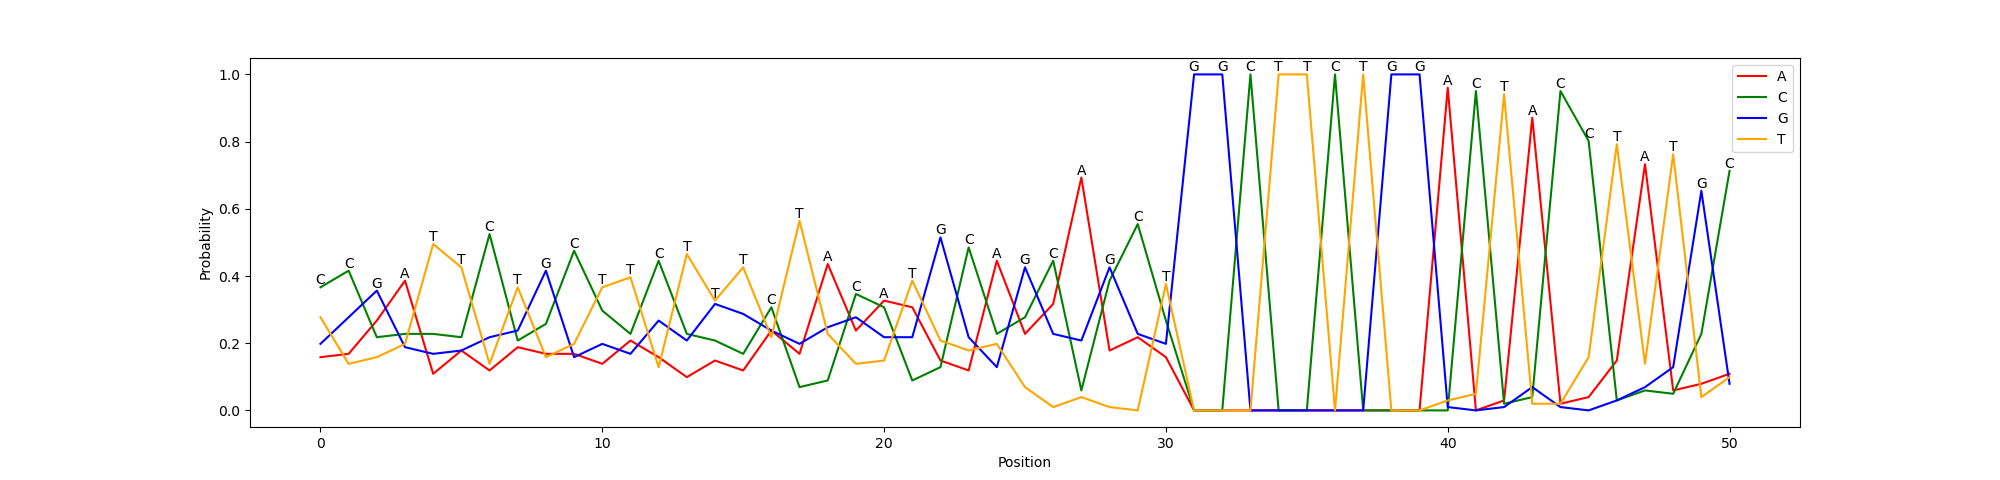 G G C T T C T G G
A C T A C C T A T G C
C C G A T T C T G C T T C T T T C T A C A T G C A G C A G C T
A
C
G
T
1.0
0.8
0.6
0.4
0.2
0.0
Probability
0 10 20 30 40 50
Position